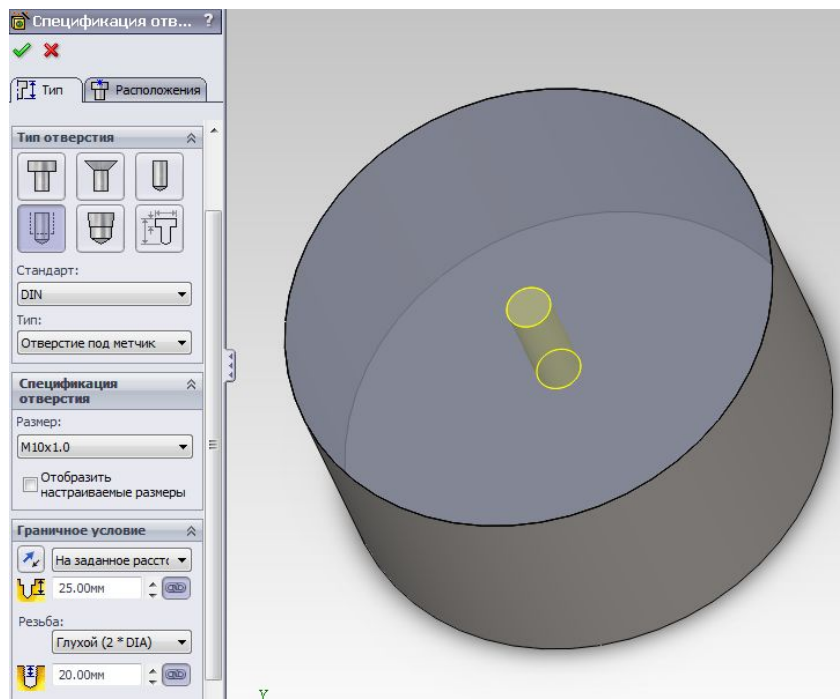 Спецификация отв... ?
Тип
Расположения
Тип отверстия
Стандарт:
DIN
Тип:
Отверстие под метчик
Спецификация
отверстия
Размер:
M10x1.0
Отобразить
настраиваемые размеры
Граничное условие
На заданное расстс
25.00мм
Резьба:
Глухой (2 * DIA)
20.00мм
Y